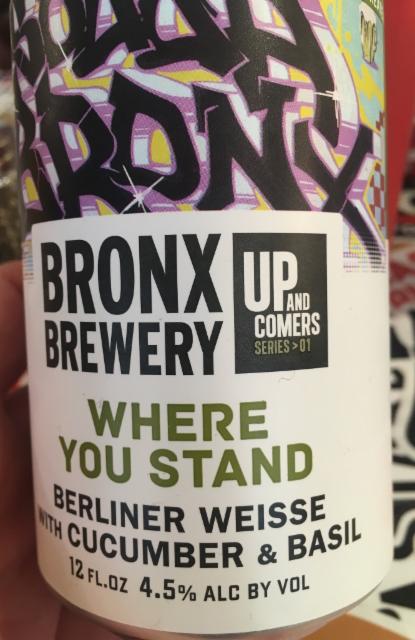 BRONX
BRONX
BREWERY
UP AND
COMERS
SERIES > 01
WHERE
YOU STAND
BERLINER WEISSE
WITH CUCUMBER & BASIL
12 FL.OZ 4.5% ALC BY VOL